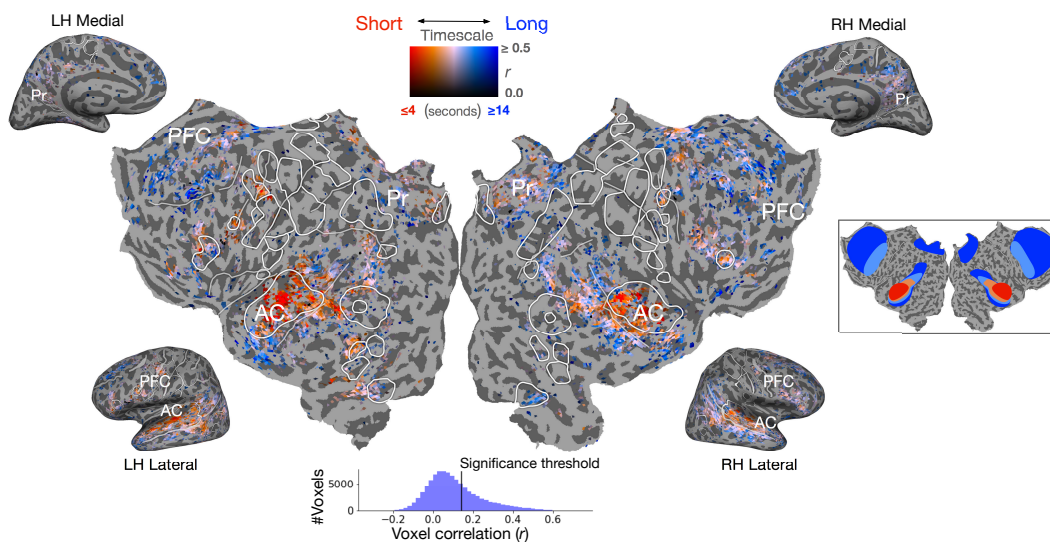 LH Medial
Short
Long
RH Medial
Timescale
≥ 0.5
r
0.0
≤4 (seconds) ≥14
Pr
Pr
PFC
Pr
Pr
PFC
AC
AC
PFC
AC
PFC
AC
LH Lateral
RH Lateral
Significance threshold
#Voxels
5000
0
−0.2 0.0 0.2 0.4 0.6
Voxel correlation (r)